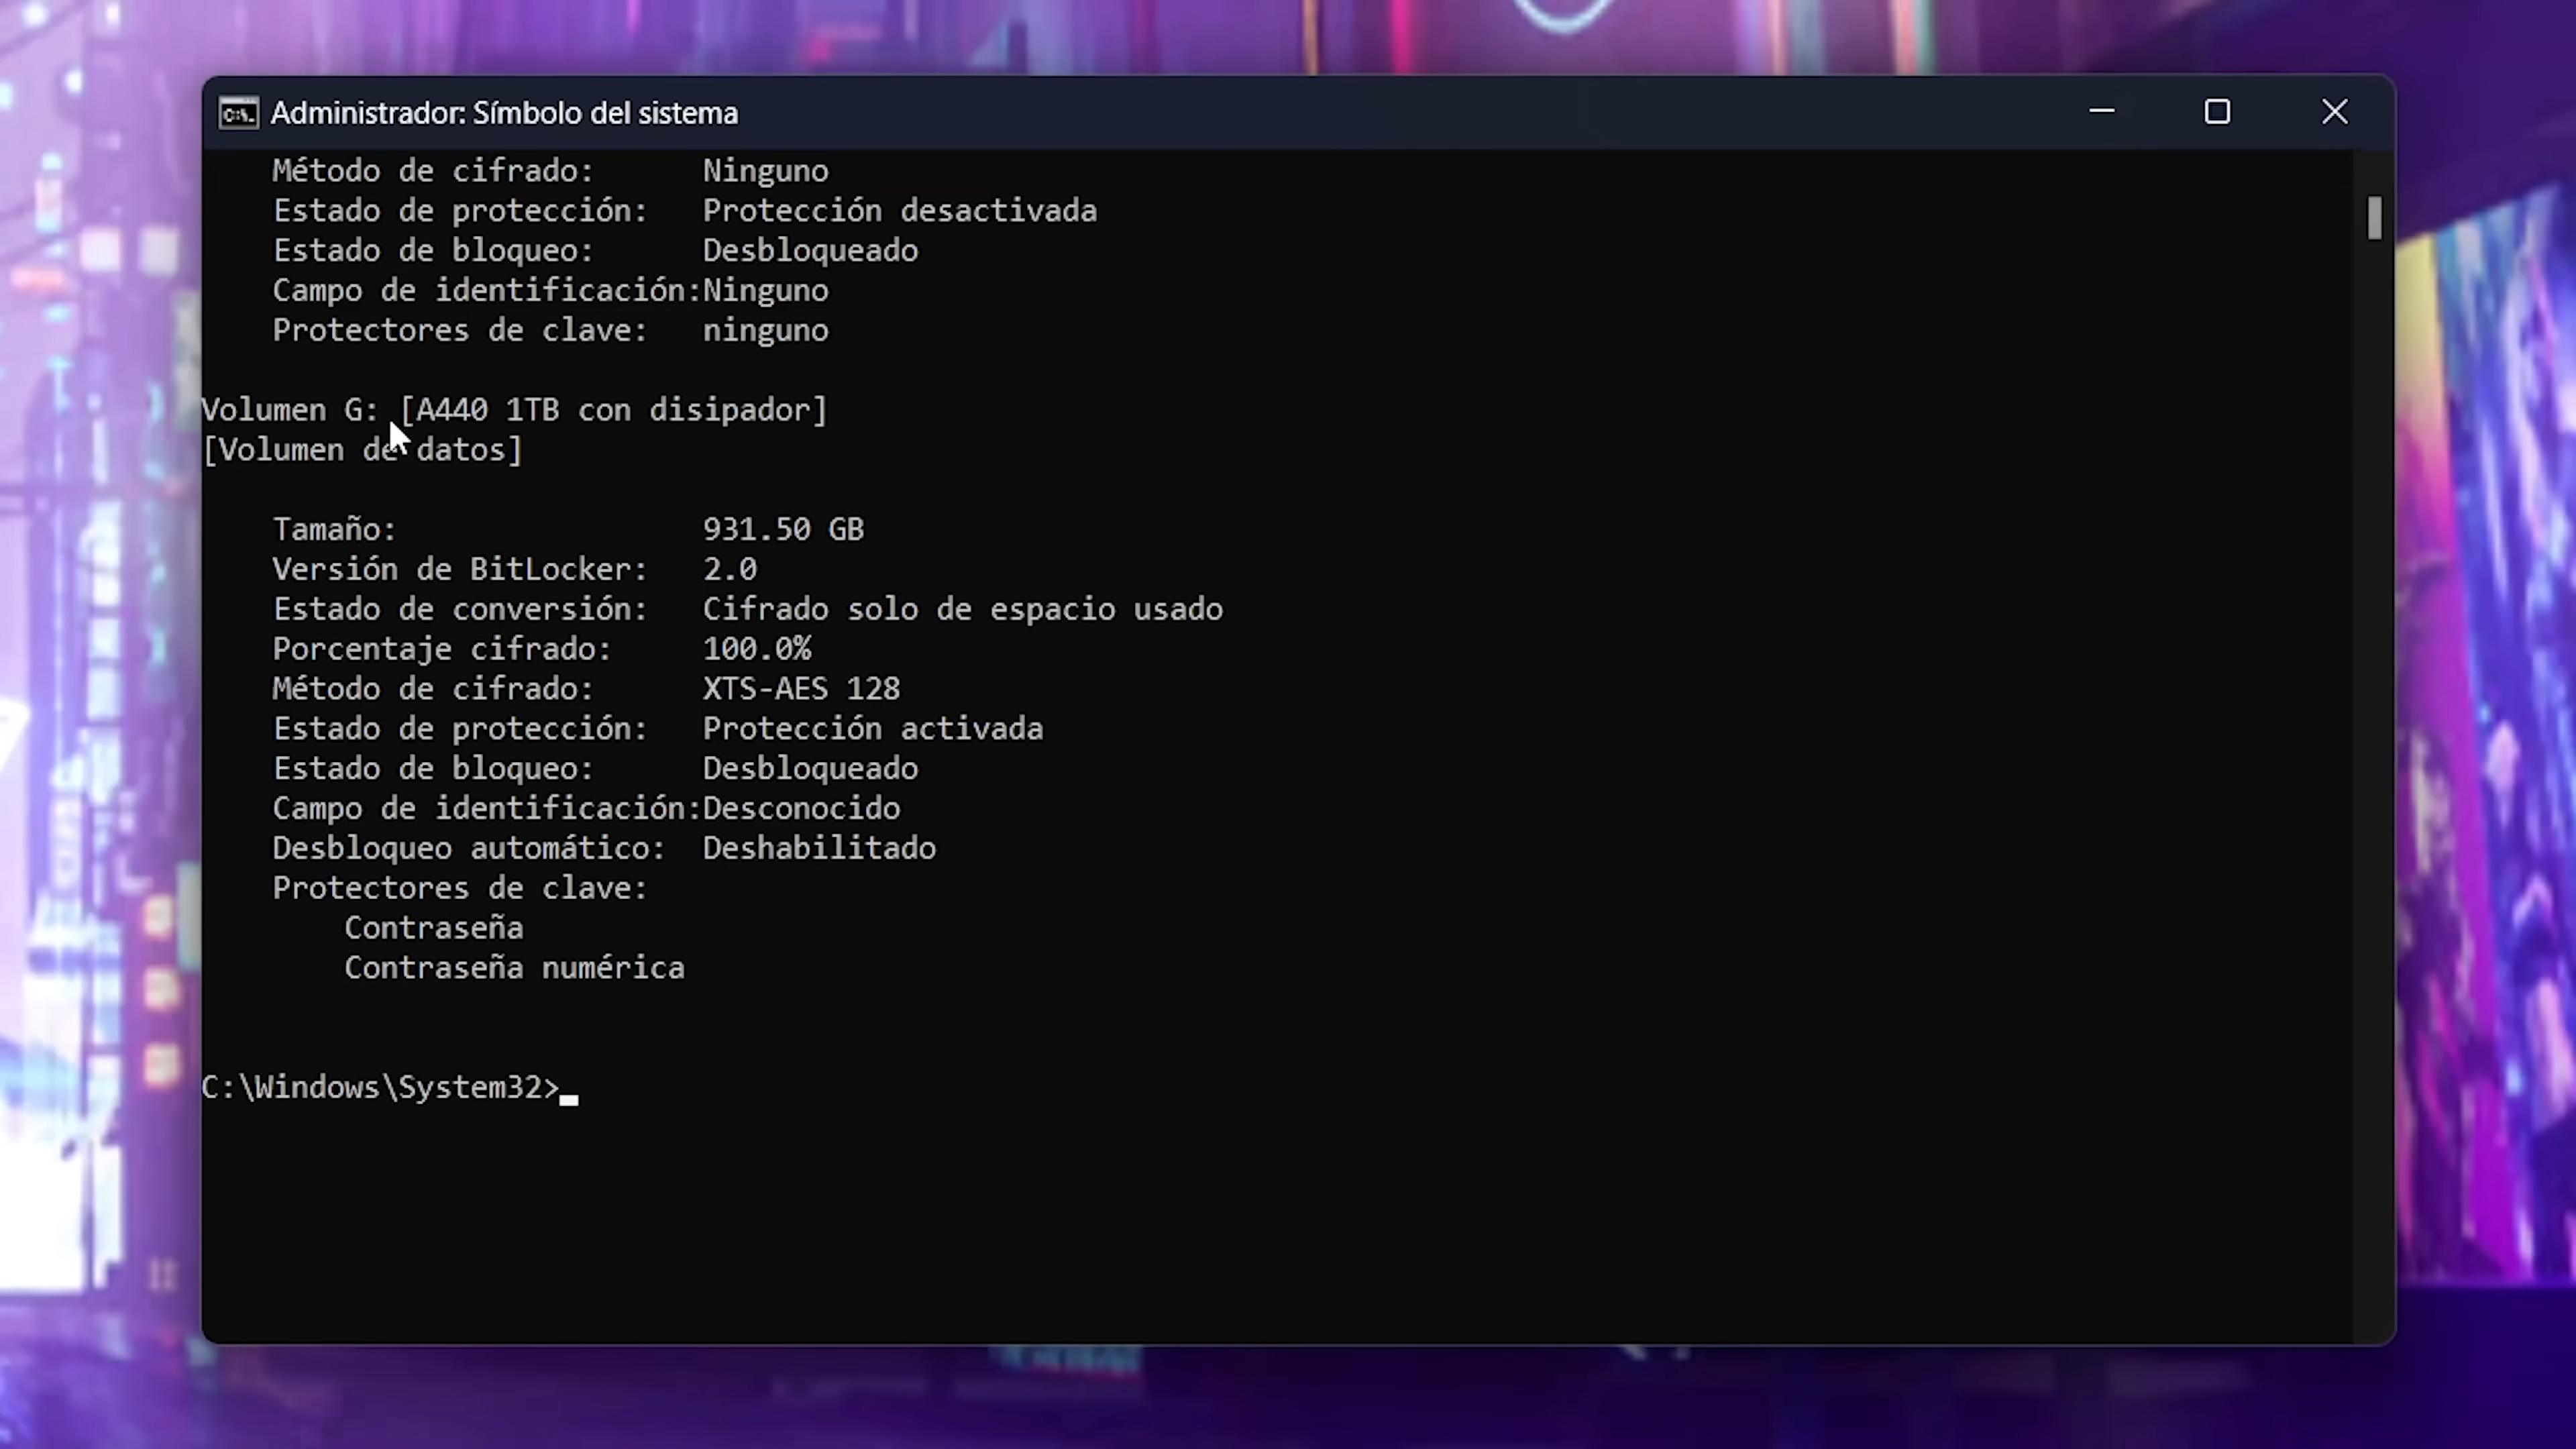 Administrador: Símbolo del sistema
Método de cifrado: Ninguno
Estado de protección: Protección desactivada
Estado de bloqueo: Desbloqueado
Campo de identificación:Ninguno
Protectores de clave: ninguno
Volumen G: [A440 1TB con disipador]
[Volumen de datos]
Tamaño: 931.50 GB
Versión de BitLocker: 2.0
Estado de conversión: Cifrado solo de espacio usado
Porcentaje cifrado: 100.0%
Método de cifrado: XTS-AES 128
Estado de protección: Protección activada
Estado de bloqueo: Desbloqueado
Campo de identificación:Desconocido
Desbloqueo automático: Deshabilitado
Protectores de clave:
Contraseña
Contraseña numérica
C:\Windows\System32>